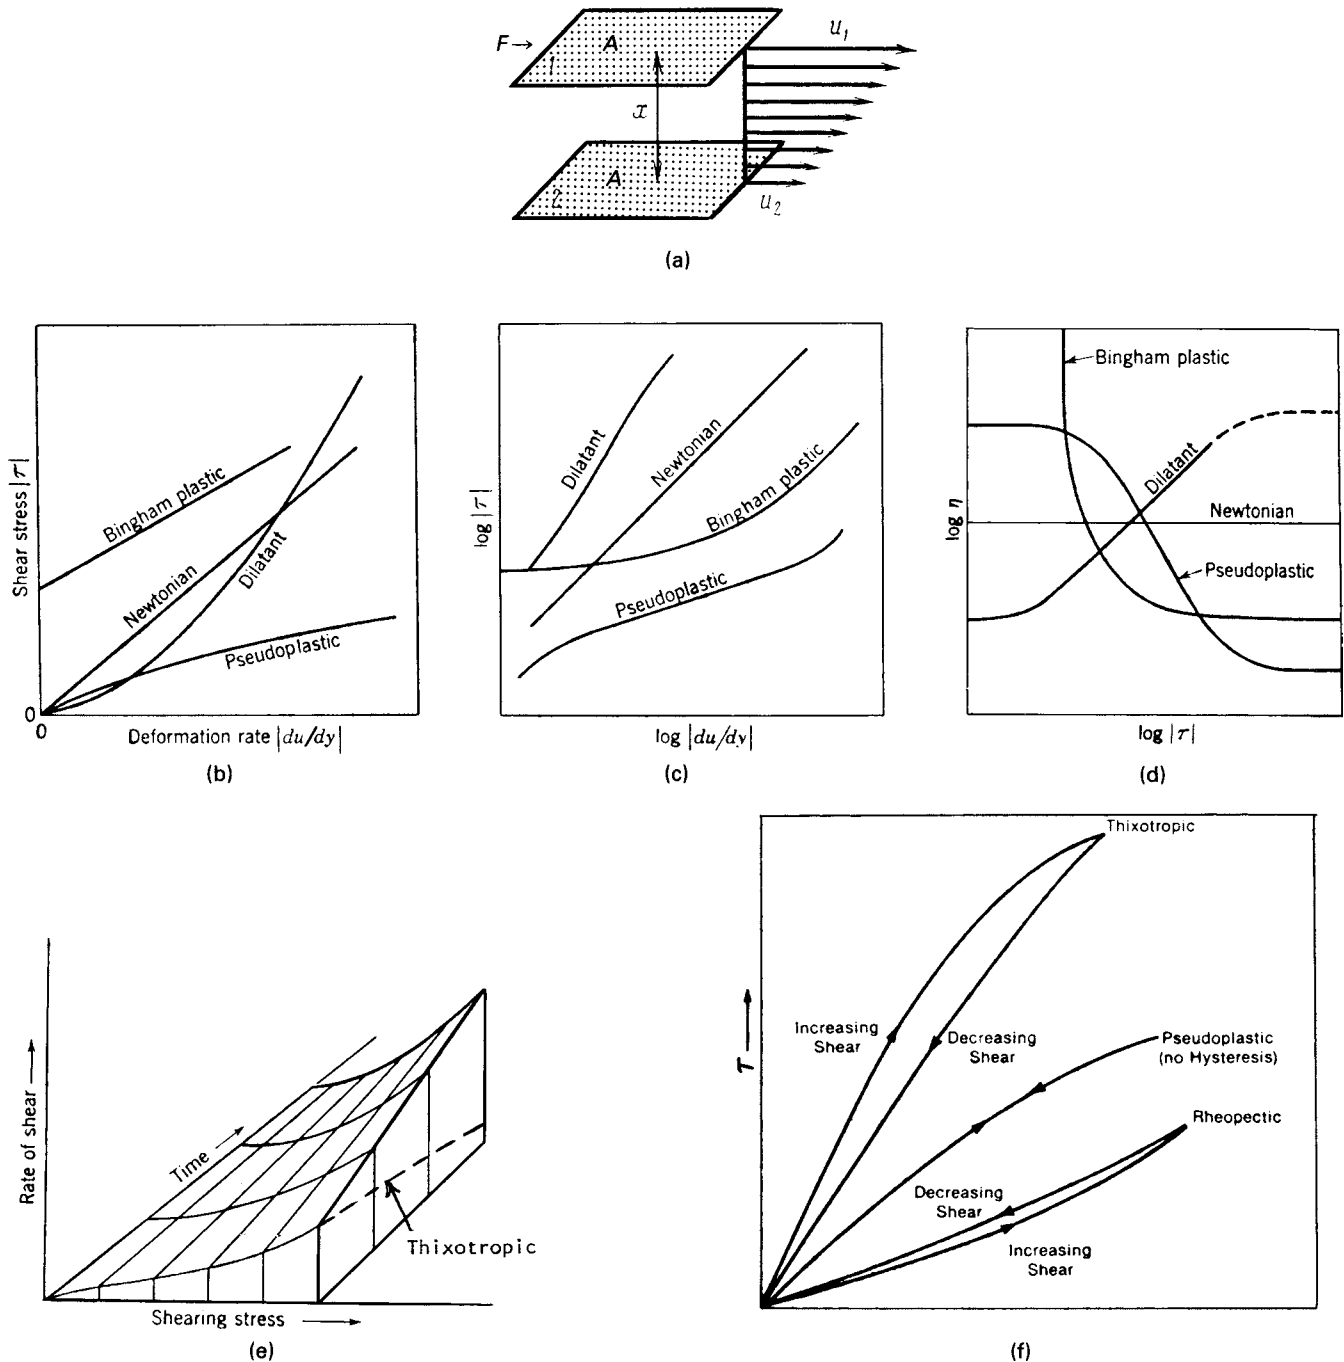 F→
A
1
u₁
x
A
2
u₂
(a)
Shear stress |τ|
Bingham plastic
Newtonian
Dilatant
Pseudoplastic
0
0
Deformation rate |du/dy|
(b)
log |τ|
Dilatant
Newtonian
Bingham plastic
Pseudoplastic
log |du/dy|
(c)
log η
Bingham plastic
Dilatant
Newtonian
Pseudoplastic
log |τ|
(d)
Rate of shear
Time
Thixotropic
Shearing stress
(e)
τ
Thixotropic
Increasing
Shear
Decreasing
Shear
Pseudoplastic
(no Hysteresis)
Rheopectic
Decreasing
Shear
Increasing
Shear
(f)